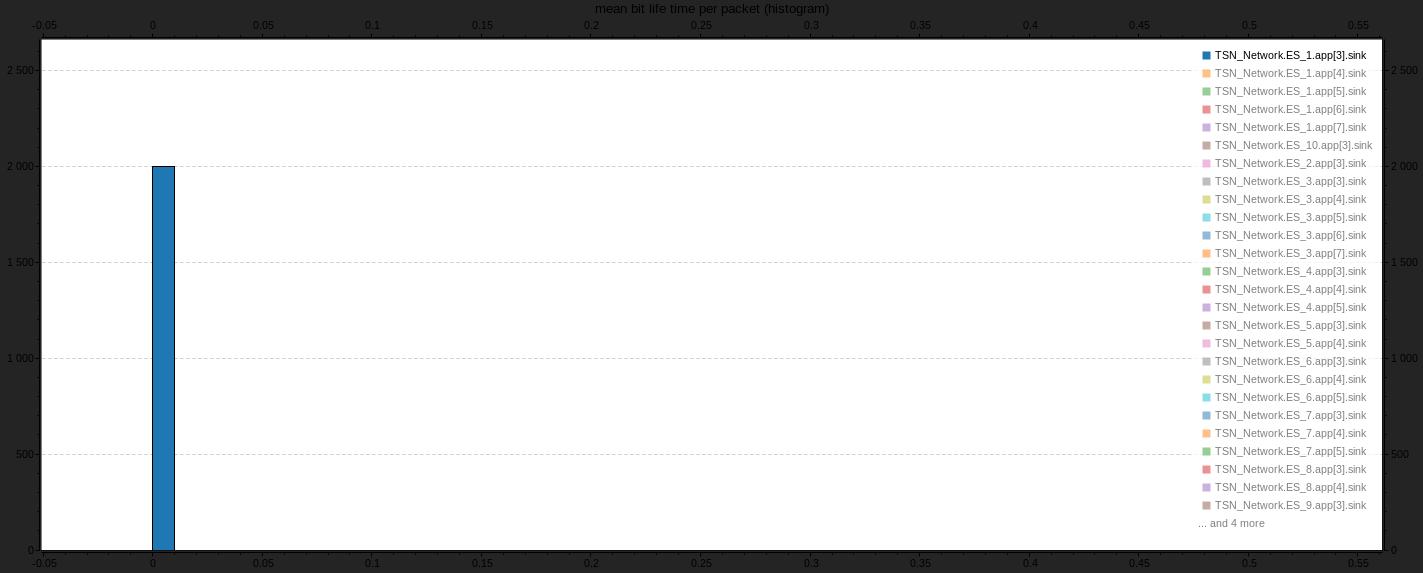 mean bit life time per packet (histogram)
-0.05 0 0.05 0.1 0.15 0.2 0.25 0.3 0.35 0.4 0.45 0.5 0.55
2 500 2 500
2 000 2 000
1 500 1 500
1 000 1 000
500 500
0 0
TSN_Network.ES_1.app[3].sink
TSN_Network.ES_1.app[4].sink
TSN_Network.ES_1.app[5].sink
TSN_Network.ES_1.app[6].sink
TSN_Network.ES_1.app[7].sink
TSN_Network.ES_10.app[3].sink
TSN_Network.ES_2.app[3].sink
TSN_Network.ES_3.app[3].sink
TSN_Network.ES_3.app[4].sink
TSN_Network.ES_3.app[5].sink
TSN_Network.ES_3.app[6].sink
TSN_Network.ES_3.app[7].sink
TSN_Network.ES_4.app[3].sink
TSN_Network.ES_4.app[4].sink
TSN_Network.ES_4.app[5].sink
TSN_Network.ES_5.app[3].sink
TSN_Network.ES_5.app[4].sink
TSN_Network.ES_6.app[3].sink
TSN_Network.ES_6.app[4].sink
TSN_Network.ES_6.app[5].sink
TSN_Network.ES_7.app[3].sink
TSN_Network.ES_7.app[4].sink
TSN_Network.ES_7.app[5].sink
TSN_Network.ES_8.app[3].sink
TSN_Network.ES_8.app[4].sink
TSN_Network.ES_9.app[3].sink
... and 4 more
-0.05 0 0.05 0.1 0.15 0.2 0.25 0.3 0.35 0.4 0.45 0.5 0.55